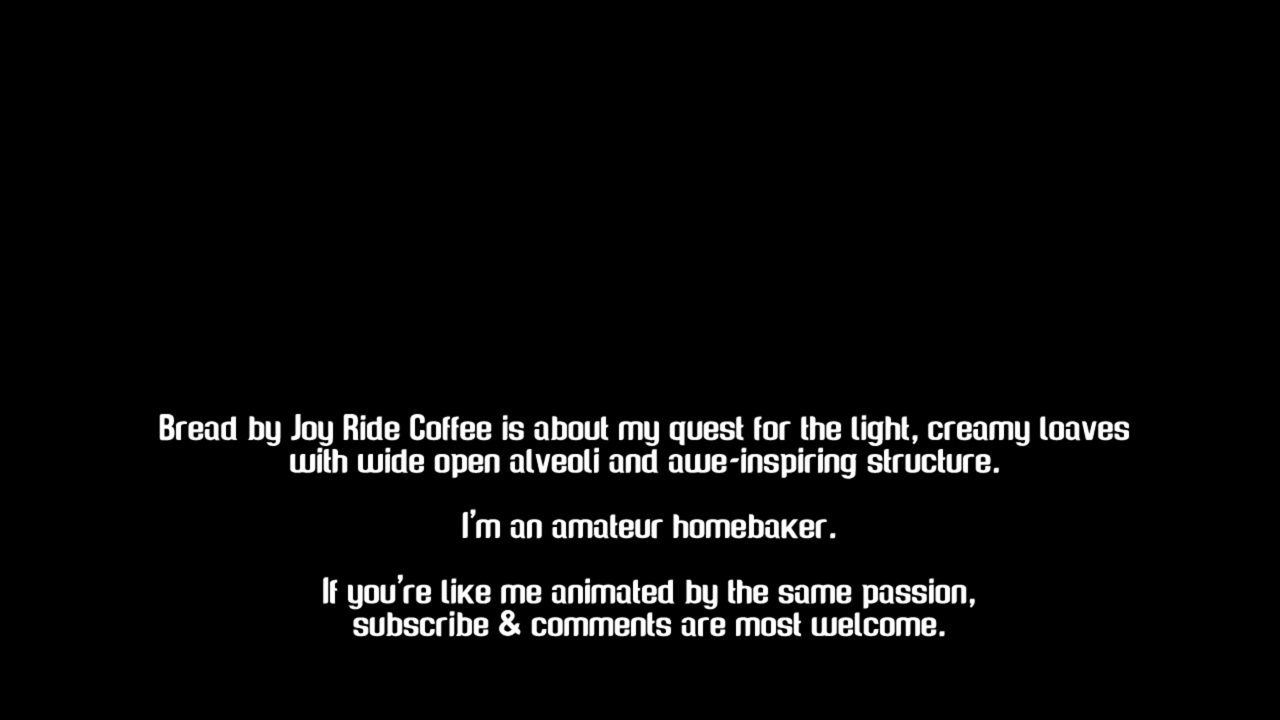 Bread by Joy Ride Coffee is about my quest for the light, creamy loaves
with wide open alveoli and awe-inspiring structure.
I'm an amateur homebaker.
If you're like me animated by the same passion,
subscribe & comments are most welcome.